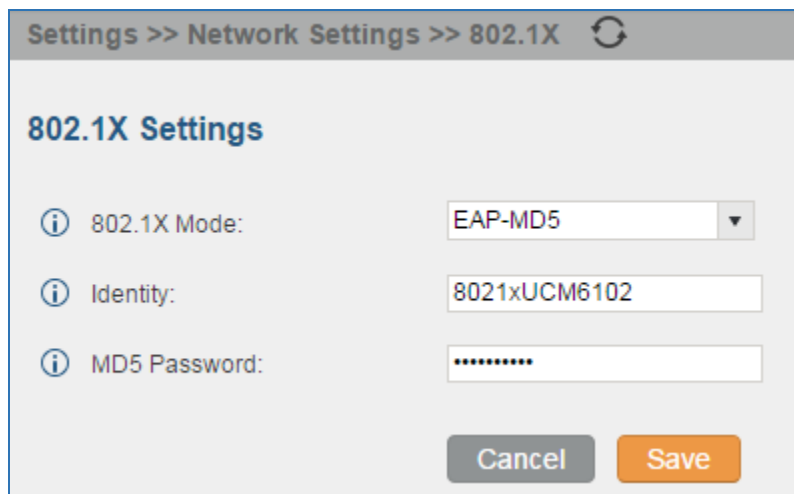 Settings >> Network Settings >> 802.1X
802.1X Settings
802.1X Mode: EAP-MD5
Identity: 8021xUCM6102
MD5 Password: ••••••••••
Cancel Save